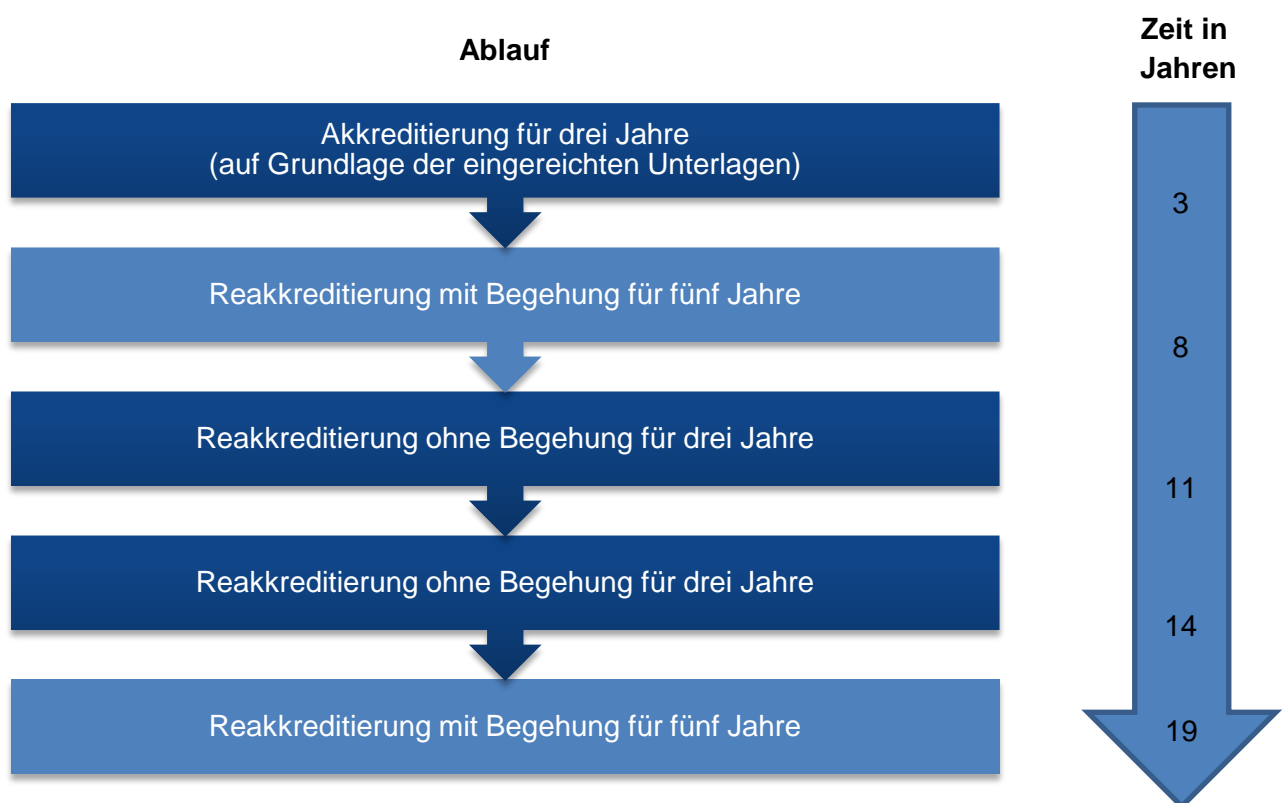 Ablauf
Zeit in
Jahren
Akkreditierung für drei Jahre
(auf Grundlage der eingereichten Unterlagen)
3
Reakkreditierung mit Begehung für fünf Jahre
8
Reakkreditierung ohne Begehung für drei Jahre
11
Reakkreditierung ohne Begehung für drei Jahre
14
Reakkreditierung mit Begehung für fünf Jahre
19